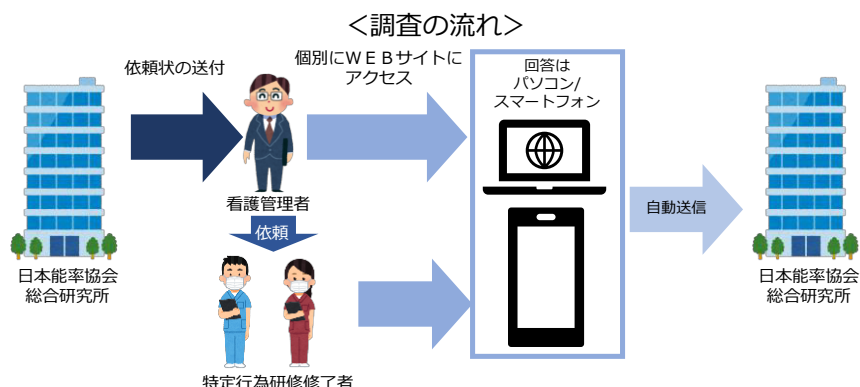 ＜調査の流れ＞
依頼状の送付
個別にＷＥＢサイトに
アクセス
回答は
パソコン/
スマートフォン
看護管理者
依頼
自動送信
日本能率協会
総合研究所
日本能率協会
総合研究所
特定行為研修修了者